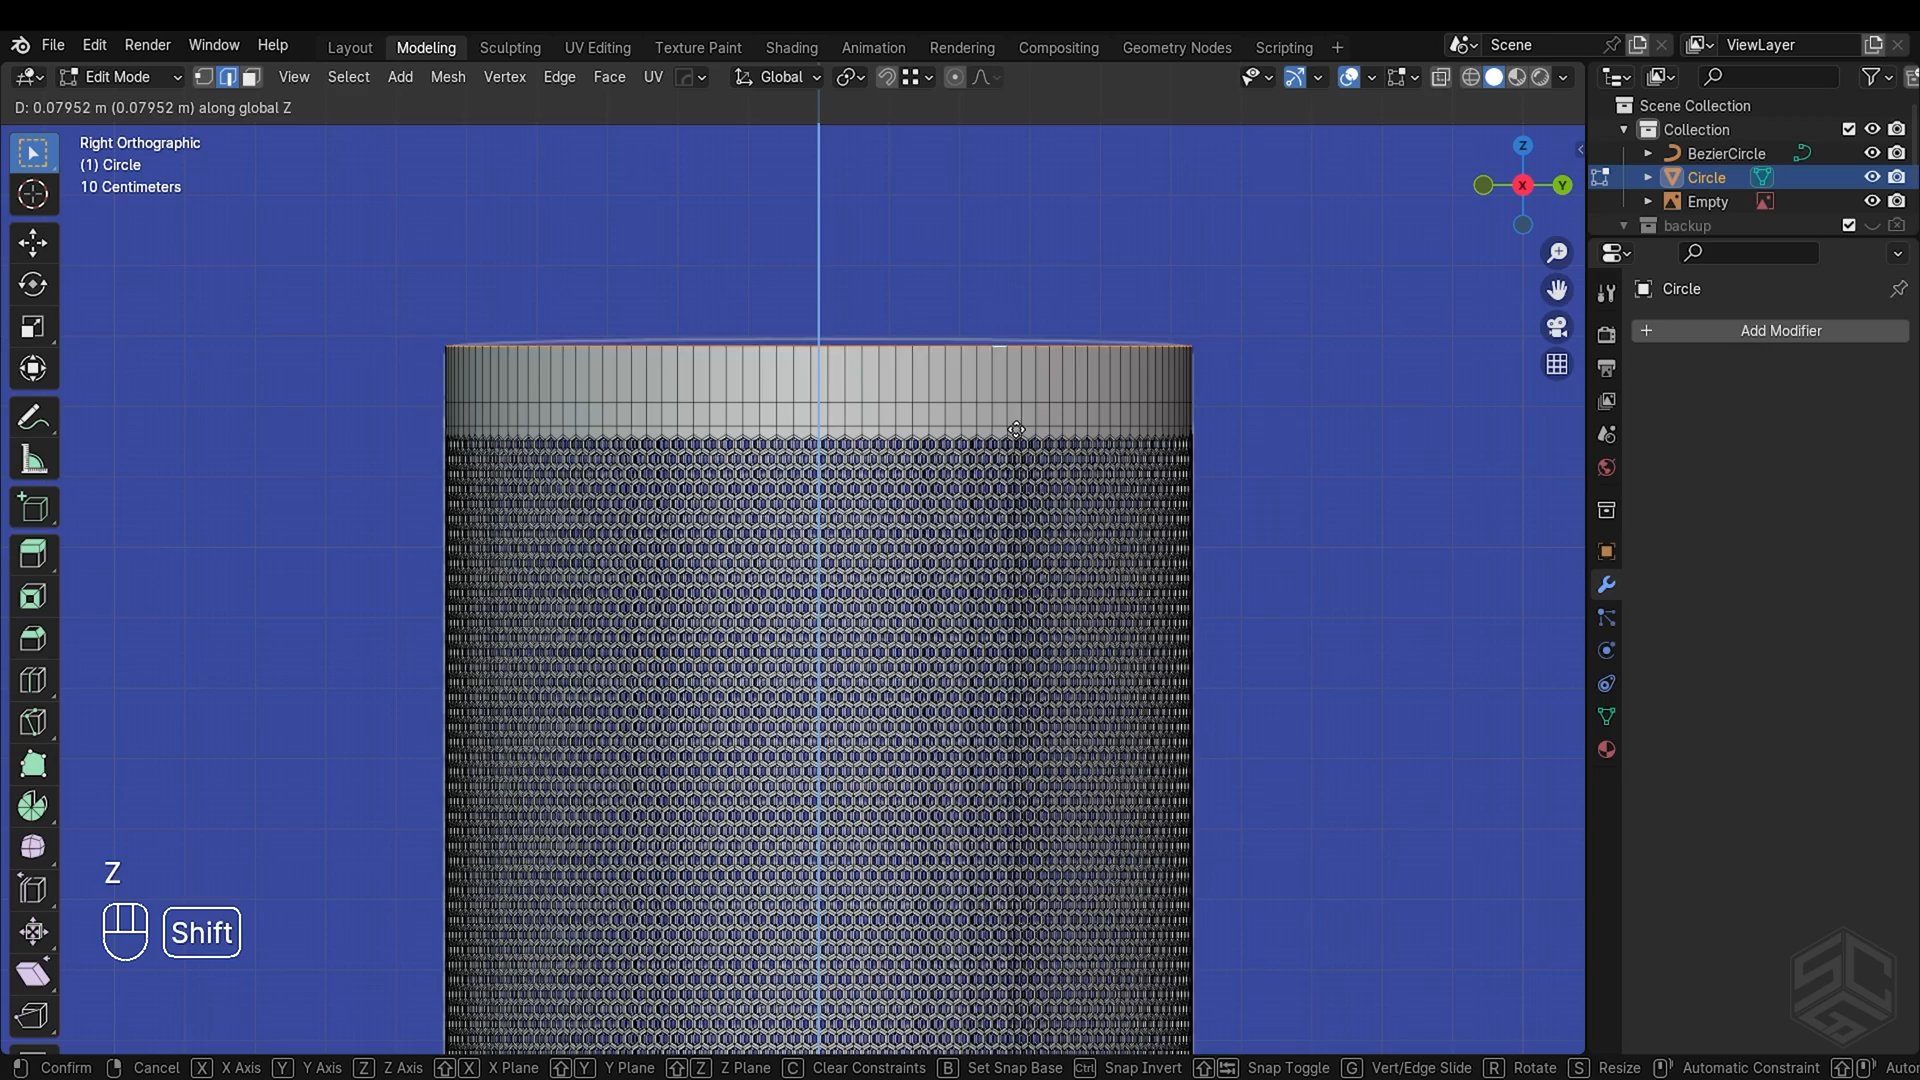 File Edit Render Window Help Layout Modeling Sculpting UV Editing Texture Paint Shading Animation Rendering Compositing Geometry Nodes Scripting + Scene ViewLayer
Edit Mode View Select Add Mesh Vertex Edge Face UV Global
D: 0.07952 m (0.07952 m) along global Z
Scene Collection
Collection
BezierCircle
Circle
Empty
backup
Right Orthographic
(1) Circle
10 Centimeters
Z
Y
X
Circle
+ Add Modifier
Z
Shift
Confirm Cancel X X Axis Y Y Axis Z Z Axis X X Plane Y Y Plane Z Z Plane C Clear Constraints B Set Snap Base Ctrl Snap Invert Snap Toggle G Vert/Edge Slide R Rotate S Resize Automatic Constraint